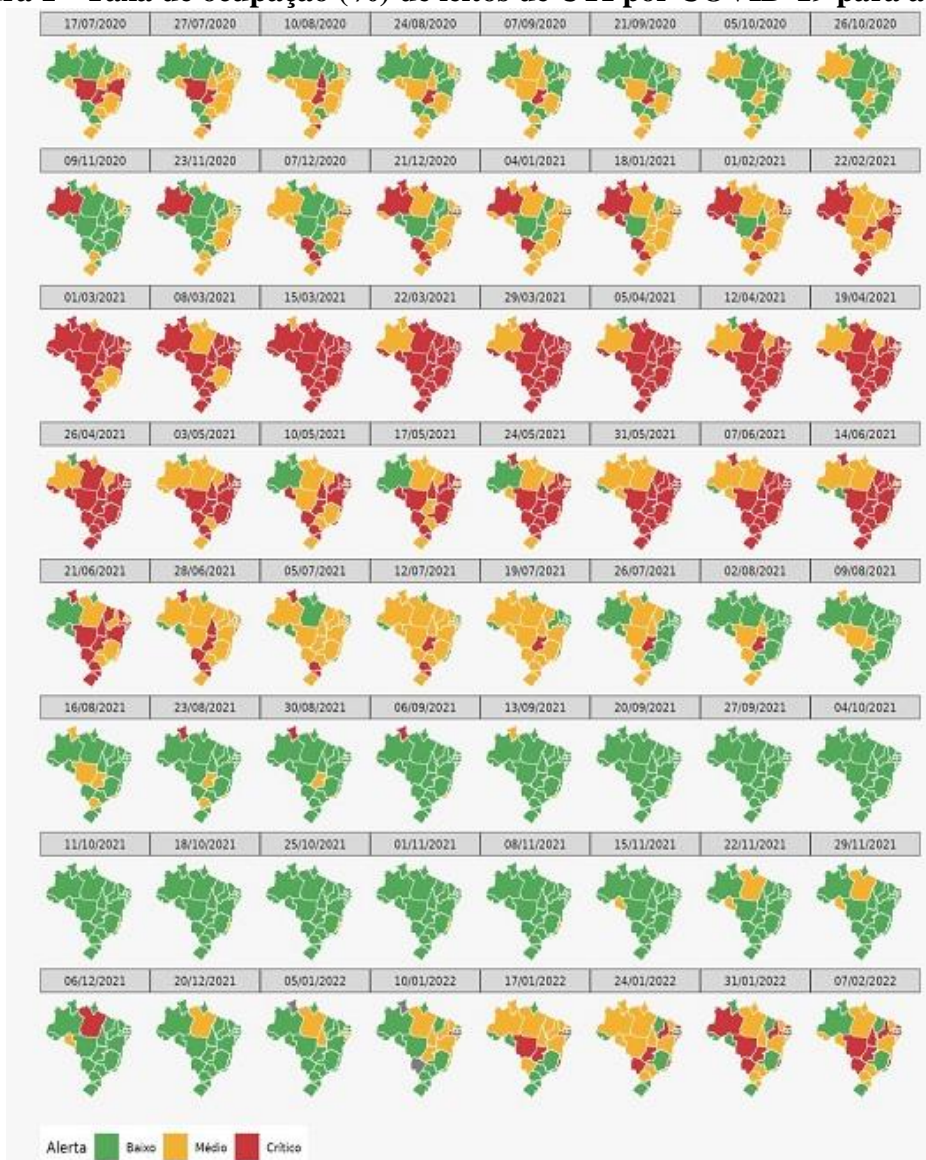 1 – Taxa de ocupação (%) de leitos de UTI por COVID-19 para a
17/07/2020 27/07/2020 10/08/2020 24/08/2020 07/09/2020 21/09/2020 05/10/2020 26/10/2020
09/11/2020 23/11/2020 07/12/2020 21/12/2020 04/01/2021 18/01/2021 01/02/2021 22/02/2021
01/03/2021 08/03/2021 15/03/2021 22/03/2021 29/03/2021 05/04/2021 12/04/2021 19/04/2021
26/04/2021 03/05/2021 10/05/2021 17/05/2021 24/05/2021 31/05/2021 07/06/2021 14/06/2021
21/06/2021 28/06/2021 05/07/2021 12/07/2021 19/07/2021 26/07/2021 02/08/2021 09/08/2021
16/08/2021 23/08/2021 30/08/2021 06/09/2021 13/09/2021 20/09/2021 27/09/2021 04/10/2021
11/10/2021 18/10/2021 25/10/2021 01/11/2021 08/11/2021 15/11/2021 22/11/2021 29/11/2021
06/12/2021 20/12/2021 05/01/2022 10/01/2022 17/01/2022 24/01/2022 31/01/2022 07/02/2022
Alerta Baixo Médio Crítico